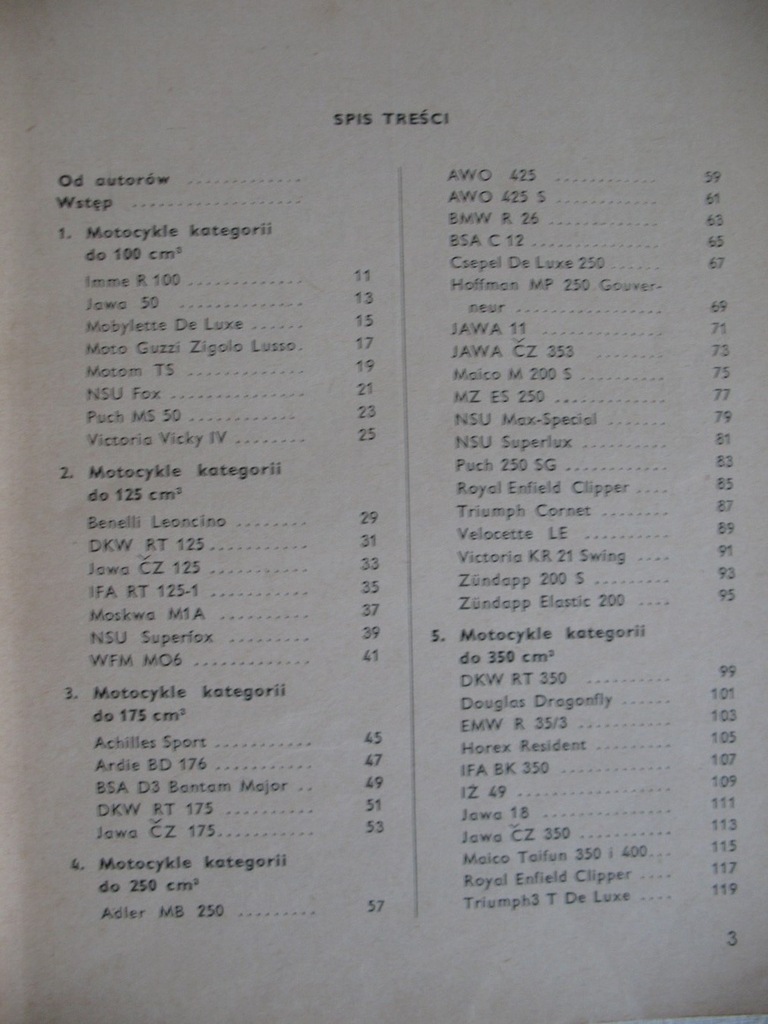 SPIS TREŚCI
Od autorów ..............
Wstęp ....................
1. Motocykle kategorii
do 100 cm³
Imme R 100 ............. 11
Jawa 50 .............. 13
Mobylette De Luxe ...... 15
Moto Guzzi Zigolo Lusso. 17
Motom TS ............. 19
NSU Fox ............... 21
Puch MS 50 ............ 23
Victoria Vicky IV ........ 25
2. Motocykle kategorii
do 125 cm³
Benelli Leoncino ........ 29
DKW RT 125 ........... 31
Jawa ČZ 125 ........... 33
IFA RT 125-1 .......... 35
Moskwa M1A .......... 37
NSU Superfox ......... 39
WFM MO6 ............ 41
3. Motocykle kategorii
do 175 cm³
Achilles Sport ........... 45
Ardie BD 176 ........... 47
BSA D3 Bantam Major .. 49
DKW RT 175 .......... 51
Jawa ČZ 175........... 53
4. Motocykle kategorii
do 250 cm³
Adler MB 250 ......... 57
AWO 425 ............ 59
AWO 425 S .......... 61
BMW R 26 ............ 63
BSA C 12 .............. 65
Csepel De Luxe 250 ...... 67
Hoffman MP 250 Gouver-
neur ................. 69
JAWA 11 .............. 71
JAWA ČZ 353 ......... 73
Maico M 200 S ......... 75
MZ ES 250 ............ 77
NSU Max-Special ....... 79
NSU Superlux ......... 81
Puch 250 SG ........... 83
Royal Enfield Clipper .... 85
Triumph Cornet ........ 87
Velocette LE ......... 89
Victoria KR 21 Swing .... 91
Zündapp 200 S ........ 93
Zündapp Elastic 200 .... 95
5. Motocykle kategorii
do 350 cm³
DKW RT 350 .......... 99
Douglas Dragonfly ...... 101
EMW R 35/3 .......... 103
Horex Resident ........ 105
IFA BK 350 ............ 107
IŻ 49 ................ 109
Jawa 18 .............. 111
Jawa ČZ 350 .......... 113
Maico Taifun 350 i 400... 115
Royal Enfield Clipper .... 117
Triumph3 T De Luxe .... 119
3